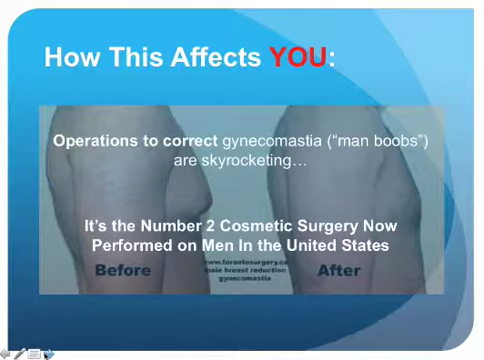 How This Affects YOU:
Operations to correct gynecomastia (“man boobs”)
are skyrocketing…
It’s the Number 2 Cosmetic Surgery Now
Performed on Men In the United States
www.torontosurgery.ca
male breast reduction
gynecomastia
Before
After